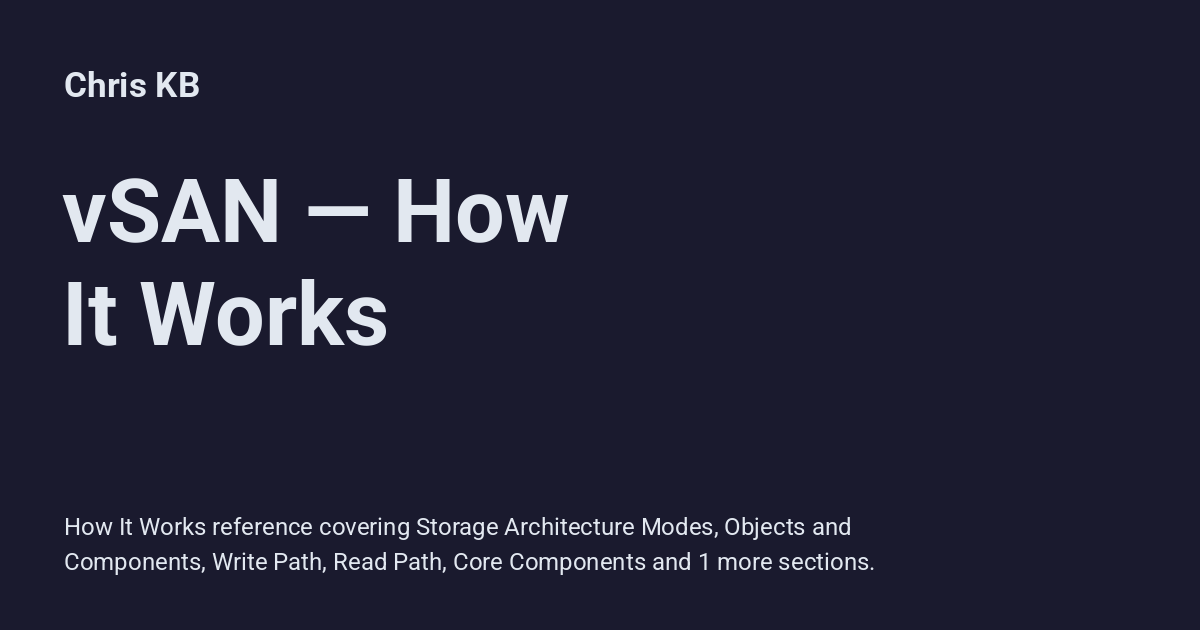 Chris KB
vSAN — How
It Works
How It Works reference covering Storage Architecture Modes, Objects and
Components, Write Path, Read Path, Core Components and 1 more sections.